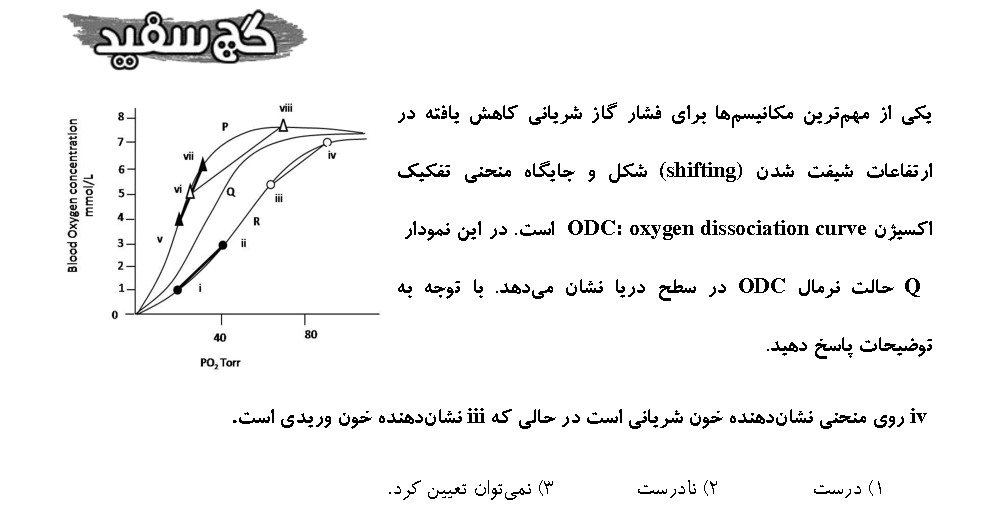 گچ سفید
یکی از مهم‌ترین مکانیسم‌ها برای فشار گاز شریانی کاهش یافته در
ارتفاعات شیفت شدن (shifting) شکل و جایگاه منحنی تفکیک
اکسیژن ODC: oxygen dissociation curve است. در این نمودار
Q حالت نرمال ODC در سطح دریا نشان می‌دهد. با توجه به
توضیحات پاسخ دهید.
Blood Oxygen concentration
mmol/L
8
7
6
5
4
3
2
1
0
40
80
PO2 Torr
P
Q
R
viii
vii
vi
v
iv
iii
ii
i
iv روی منحنی نشان‌دهنده خون شریانی است در حالی که iii نشان‌دهنده خون وریدی است.
۱) درست ۲) نادرست ۳) نمی‌توان تعیین کرد.